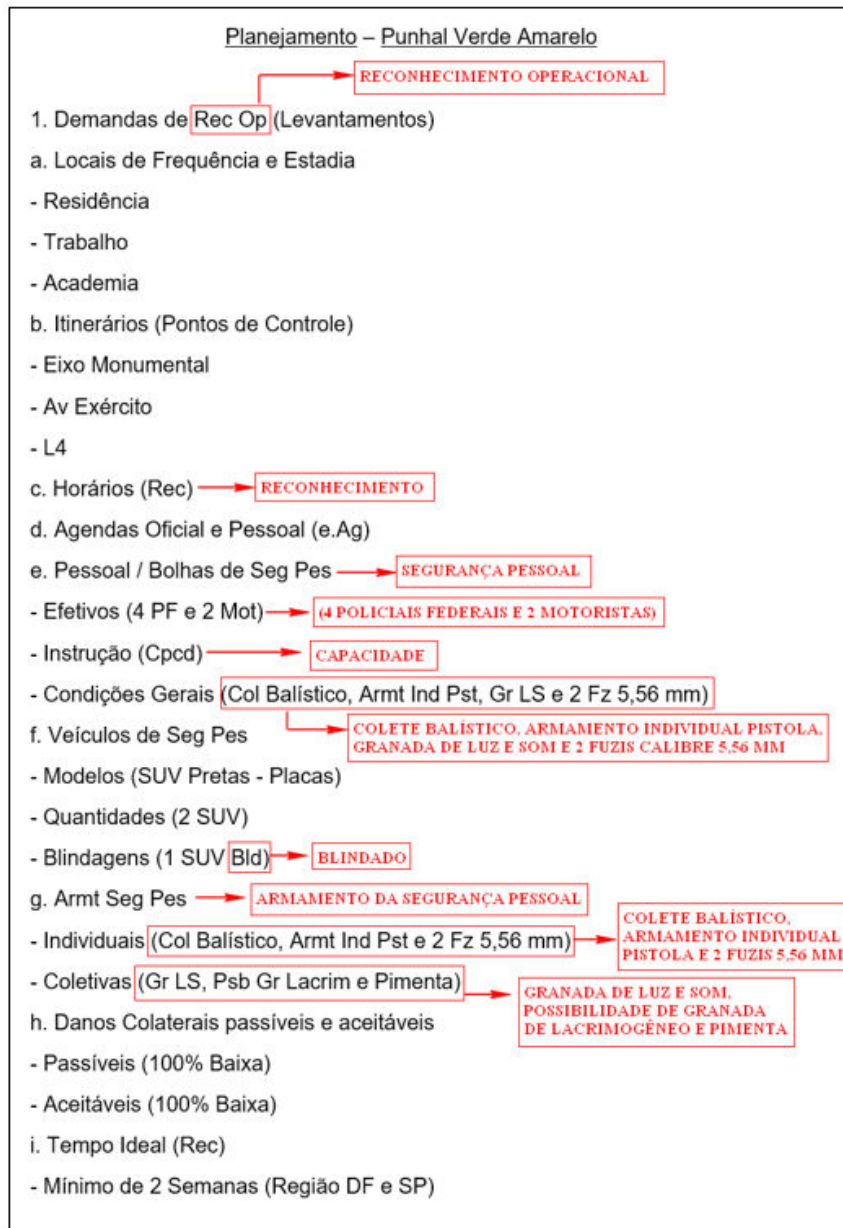 Planejamento – Punhal Verde Amarelo
RECONHECIMENTO OPERACIONAL
1. Demandas de Rec Op (Levantamentos)
a. Locais de Frequência e Estadia
- Residência
- Trabalho
- Academia
b. Itinerários (Pontos de Controle)
- Eixo Monumental
- Av Exército
- L4
c. Horários (Rec) RECONHECIMENTO
d. Agendas Oficial e Pessoal (e.Ag)
e. Pessoal / Bolhas de Seg Pes SEGURANÇA PESSOAL
- Efetivos (4 PF e 2 Mot) (4 POLICIAIS FEDERAIS E 2 MOTORISTAS)
- Instrução (Cpcd) CAPACIDADE
- Condições Gerais (Col Balístico, Armt Ind Pst, Gr LS e 2 Fz 5,56 mm)
COLETE BALÍSTICO, ARMAMENTO INDIVIDUAL PISTOLA,
GRANADA DE LUZ E SOM E 2 FUZIS CALIBRE 5,56 MM
f. Veículos de Seg Pes
- Modelos (SUV Pretas - Placas)
- Quantidades (2 SUV)
- Blindagens (1 SUV Bld) BLINDADO
g. Armt Seg Pes ARMAMENTO DA SEGURANÇA PESSOAL
- Individuais (Col Balístico, Armt Ind Pst e 2 Fz 5,56 mm)
COLETE BALÍSTICO,
ARMAMENTO INDIVIDUAL
PISTOLA E 2 FUZIS 5,56 MM
- Coletivas (Gr LS, Psb Gr Lacrim e Pimenta)
GRANADA DE LUZ E SOM,
POSSIBILIDADE DE GRANADA
DE LACRIMOGÊNEO E PIMENTA
h. Danos Colaterais passíveis e aceitáveis
- Passíveis (100% Baixa)
- Aceitáveis (100% Baixa)
i. Tempo Ideal (Rec)
- Mínimo de 2 Semanas (Região DF e SP)